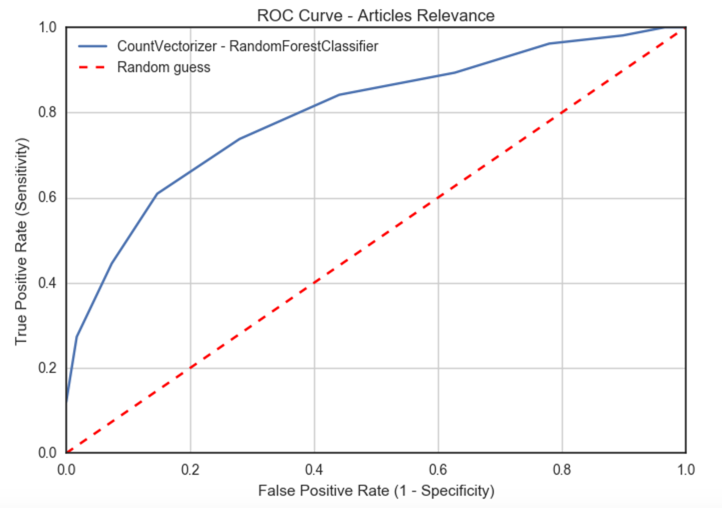 ROC Curve - Articles Relevance
CountVectorizer - RandomForestClassifier
Random guess
1.0
0.8
0.6
0.4
0.2
0.0
True Positive Rate (Sensitivity)
0.0 0.2 0.4 0.6 0.8 1.0
False Positive Rate (1 - Specificity)